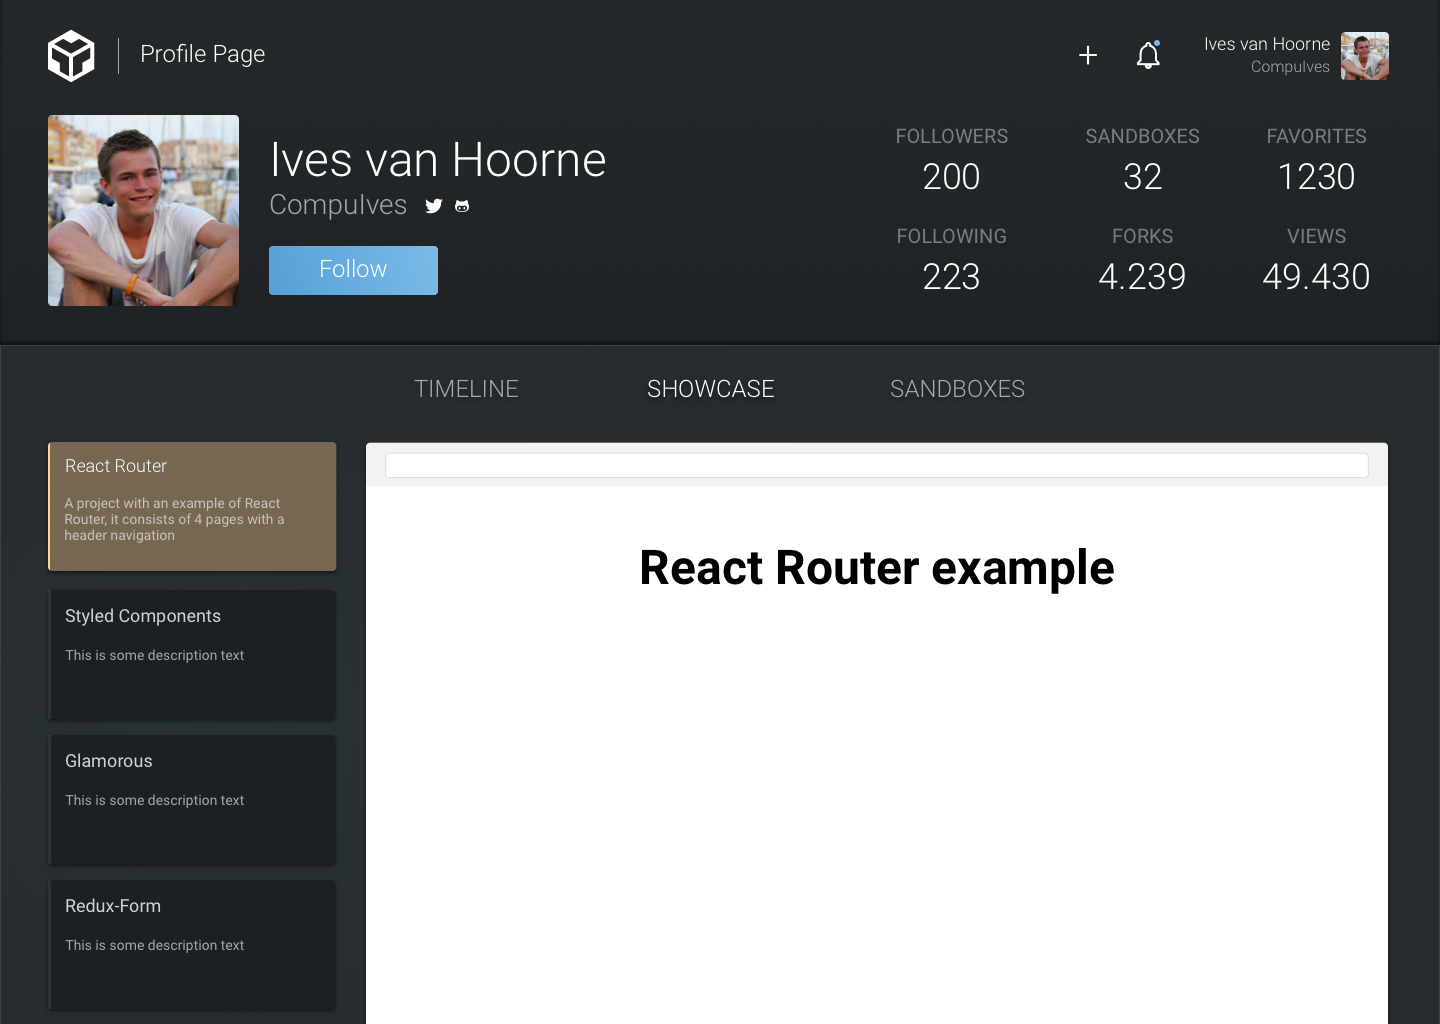 Profile Page
Ives van Hoorne
Compulves
Ives van Hoorne
Compulves
Follow
FOLLOWERS SANDBOXES FAVORITES
200 32 1230
FOLLOWING FORKS VIEWS
223 4.239 49.430
TIMELINE SHOWCASE SANDBOXES
React Router
A project with an example of React
Router, it consists of 4 pages with a
header navigation
Styled Components
This is some description text
Glamorous
This is some description text
Redux-Form
This is some description text
React Router example